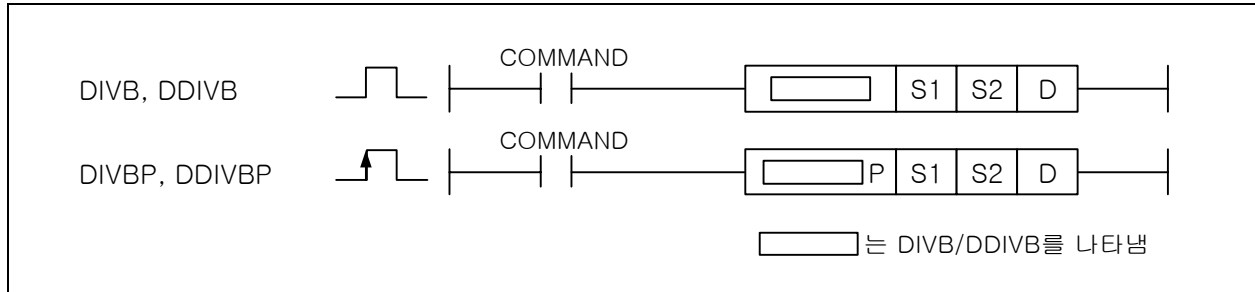 COMMAND
DIVB, DDIVB S1 S2 D
COMMAND
DIVBP, DDIVBP P S1 S2 D
는 DIVB/DDIVB를 나타냄